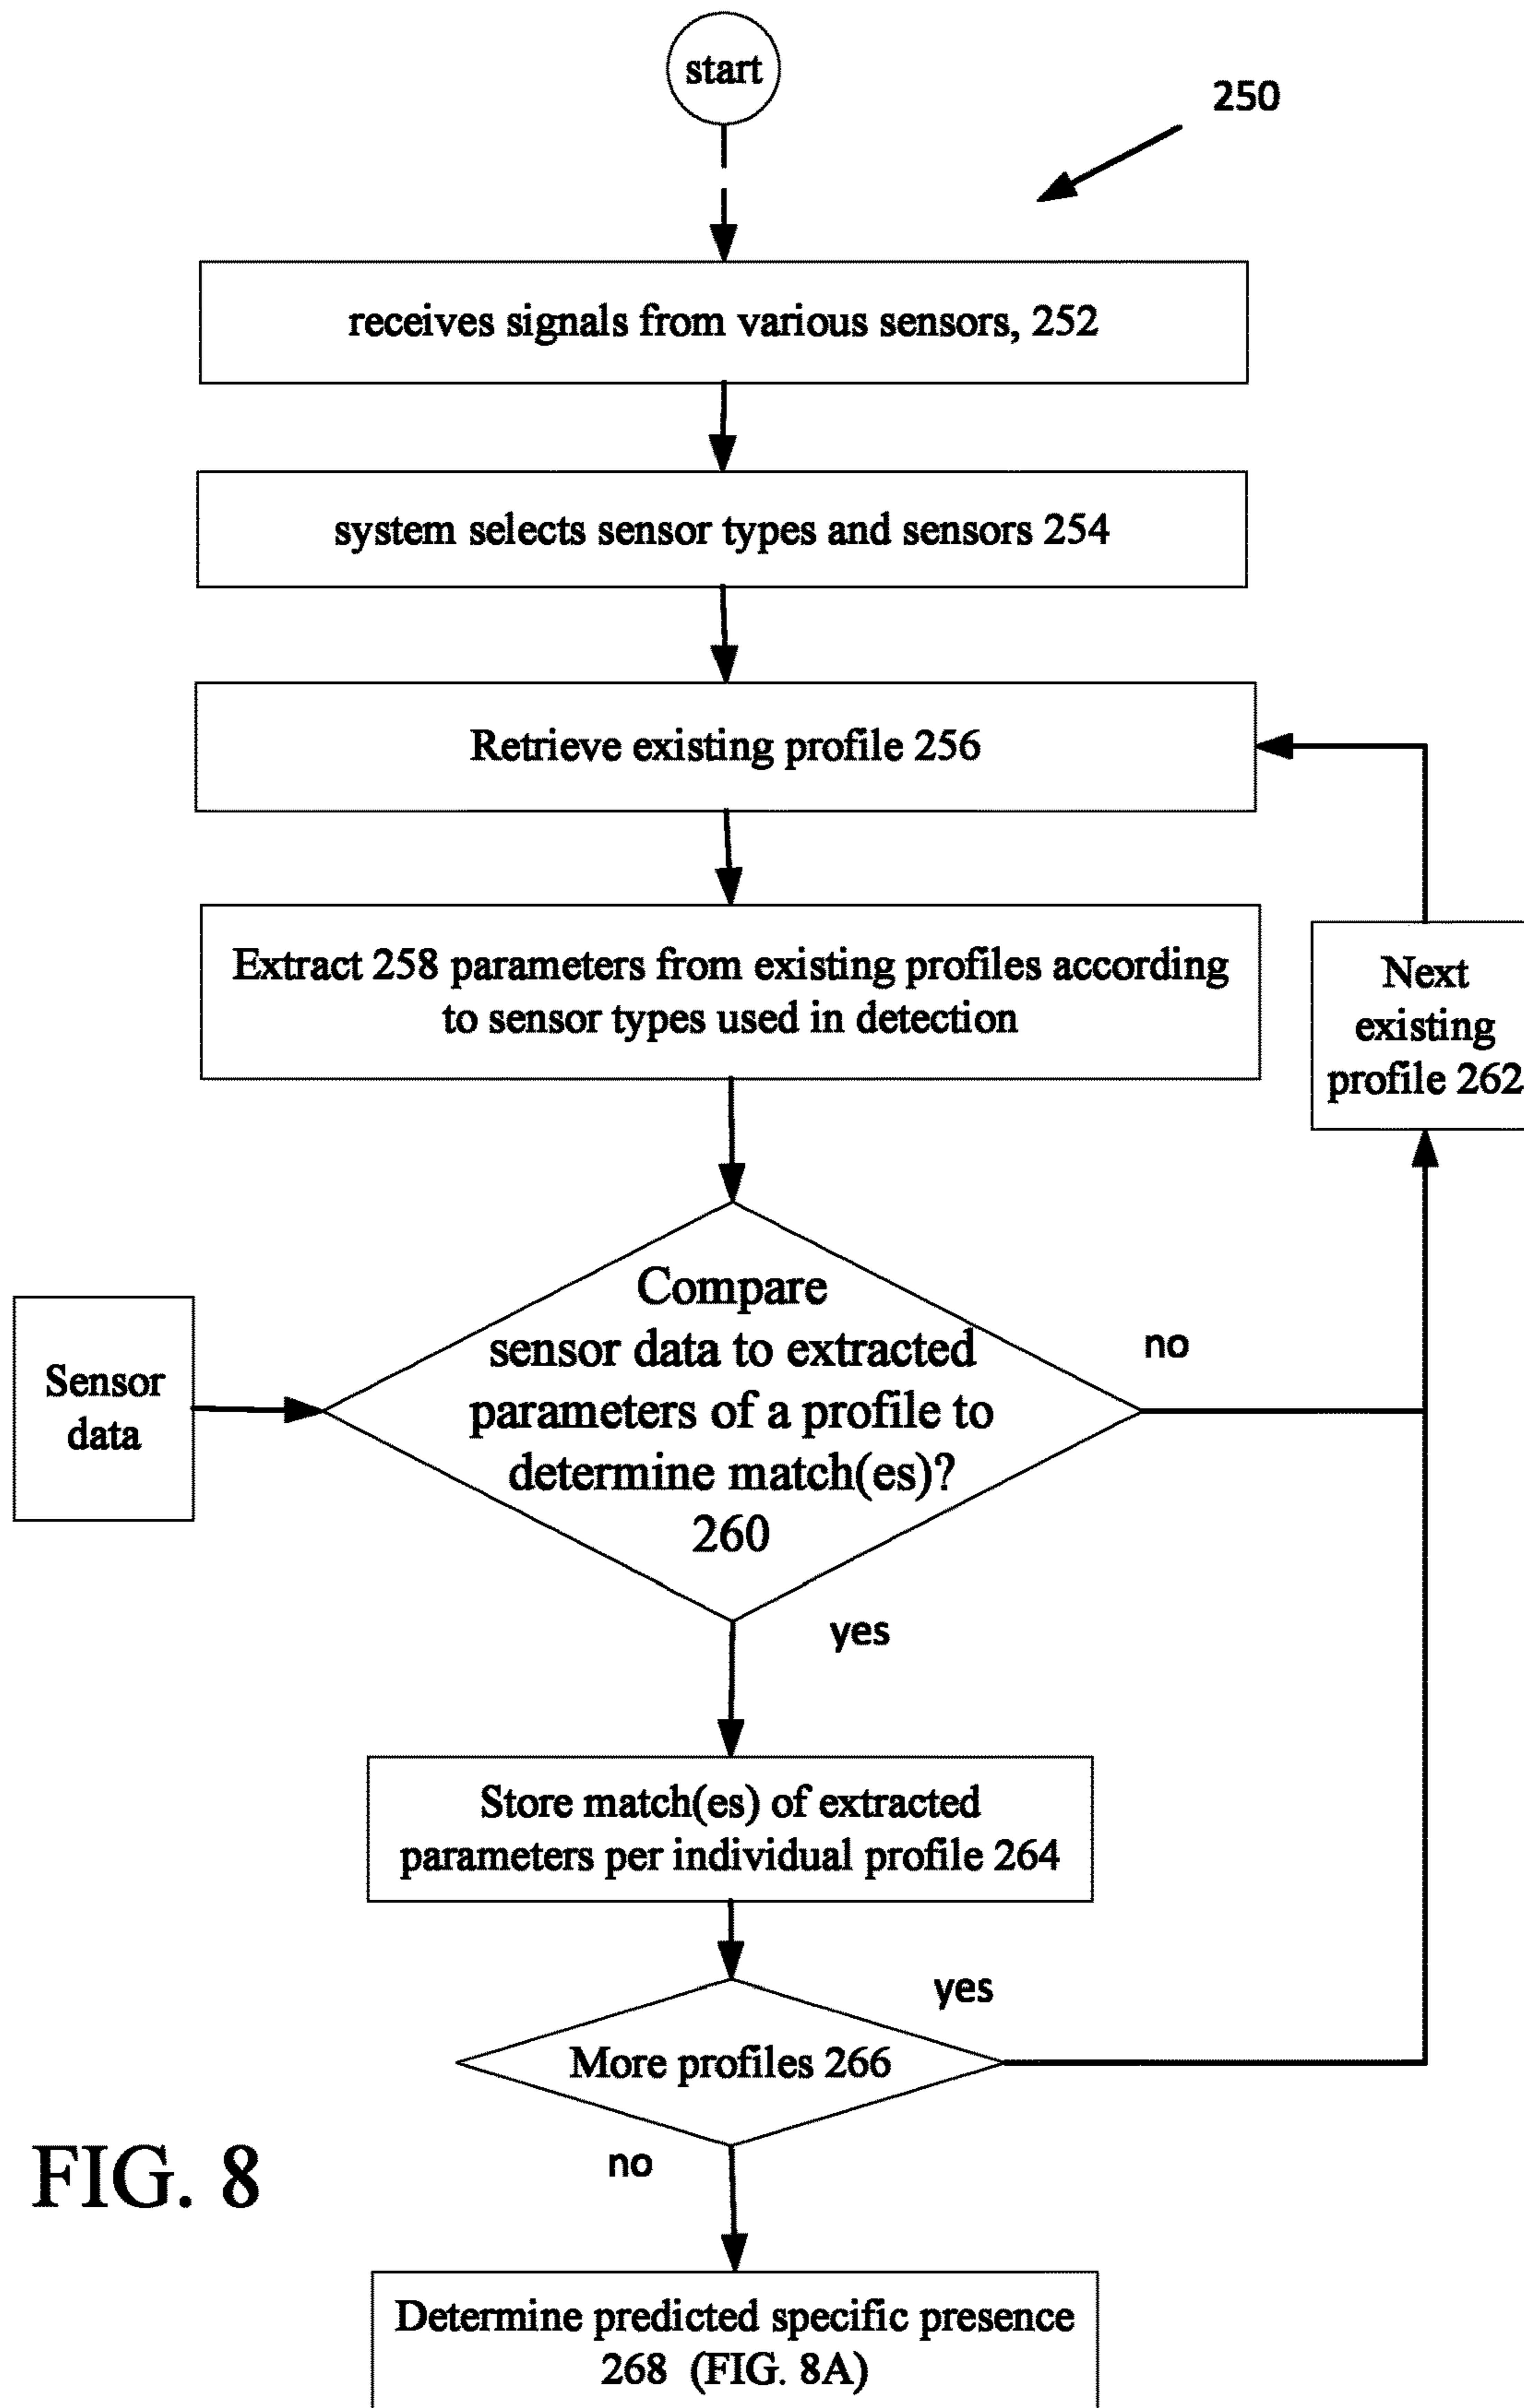 start
250
receives signals from various sensors, 252
system selects sensor types and sensors 254
Retrieve existing profile 256
Extract 258 parameters from existing profiles according
to sensor types used in detection
Next
existing
profile 262
Compare
sensor data to extracted
parameters of a profile to
determine match(es)?
260
no
Sensor
data
yes
Store match(es) of extracted
parameters per individual profile 264
yes
More profiles 266
no
FIG. 8
Determine predicted specific presence
268 (FIG. 8A)